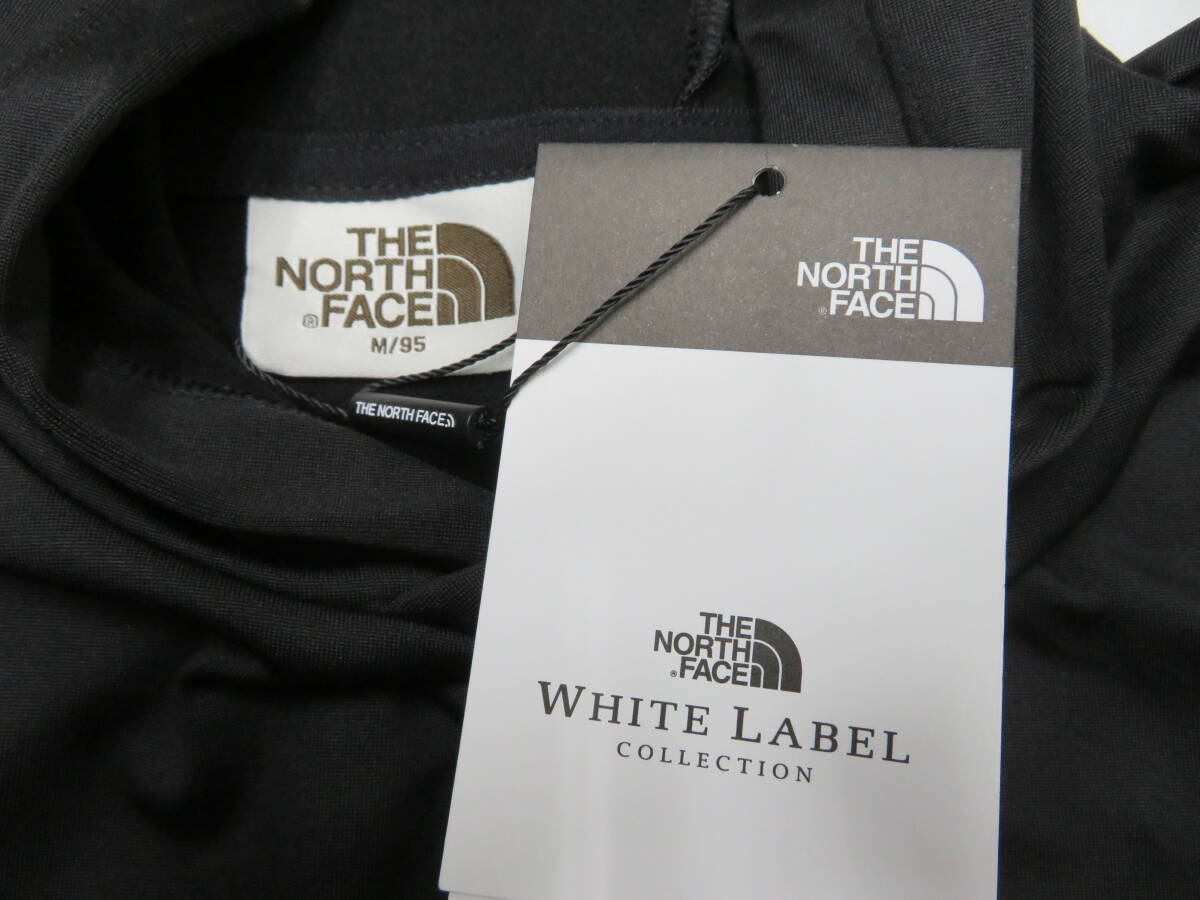 THE
NORTH
® FACE
M/95
THE NORTH FACE
THE
NORTH
® FACE
THE
NORTH
® FACE
WHITE LABEL
COLLECTION